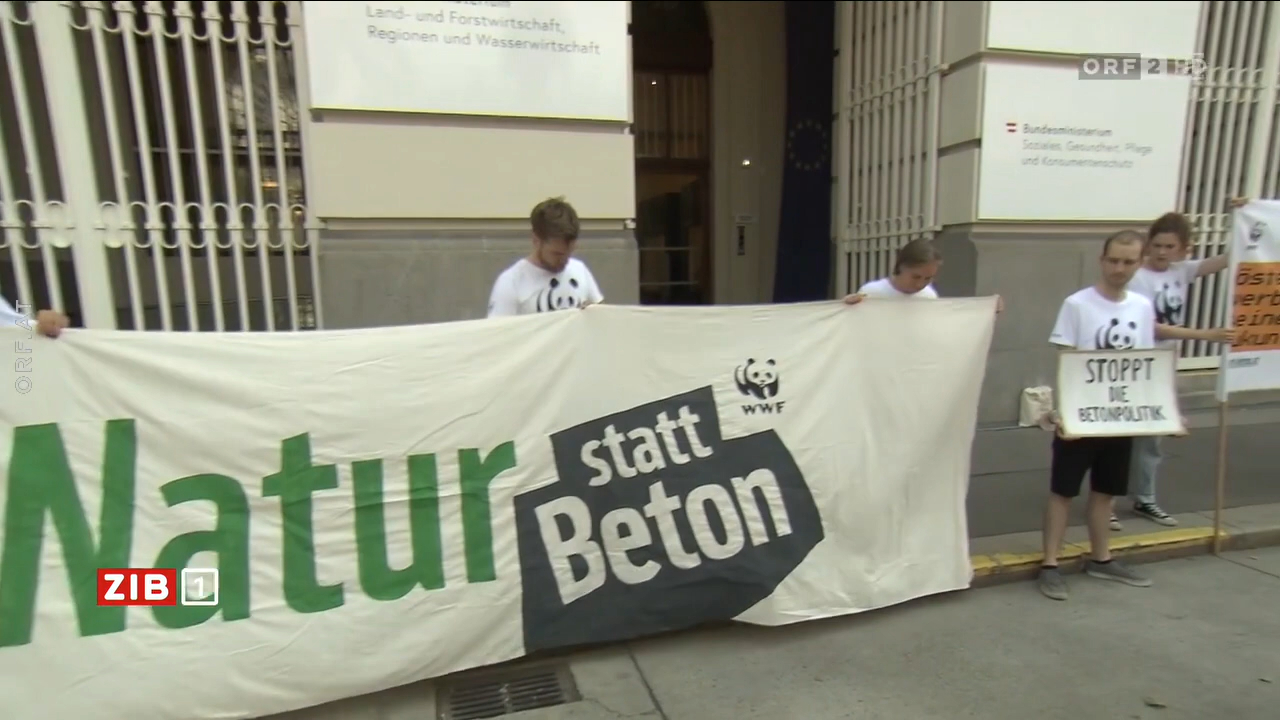 Land- und Forstwirtschaft,
Regionen und Wasserwirtschaft
ORF 2 HD
Bundesministerium
Soziales, Gesundheit, Pflege
und Konsumentenschutz
ORF.AT
Natur
statt
Beton
WWF
STOPPT
DIE
BETONPOLITIK
ZIB 1